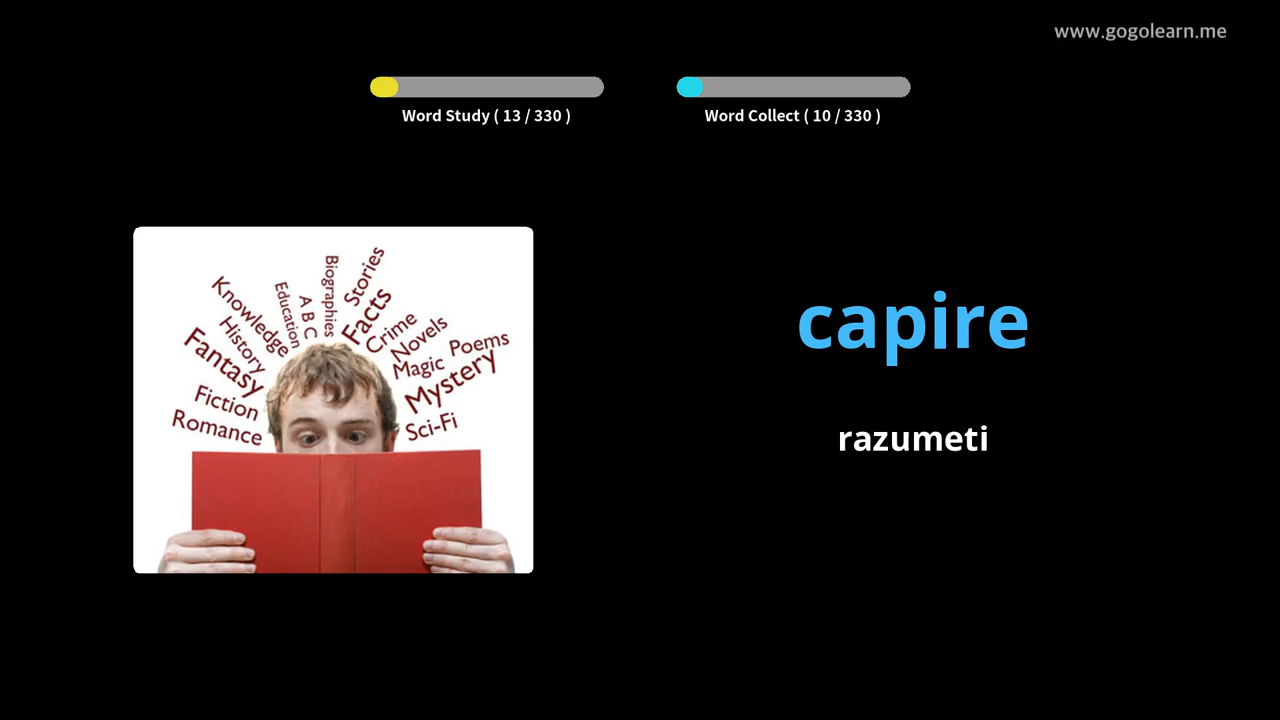 www.gogolearn.me
Word Study ( 13 / 330 )
Word Collect ( 10 / 330 )
Biographies
Stories
Education
A B C
Facts
Knowledge
History
Crime
Novels
Fantasy
Magic
Poems
Mystery
Fiction
Romance
Sci-Fi
capire
razumeti